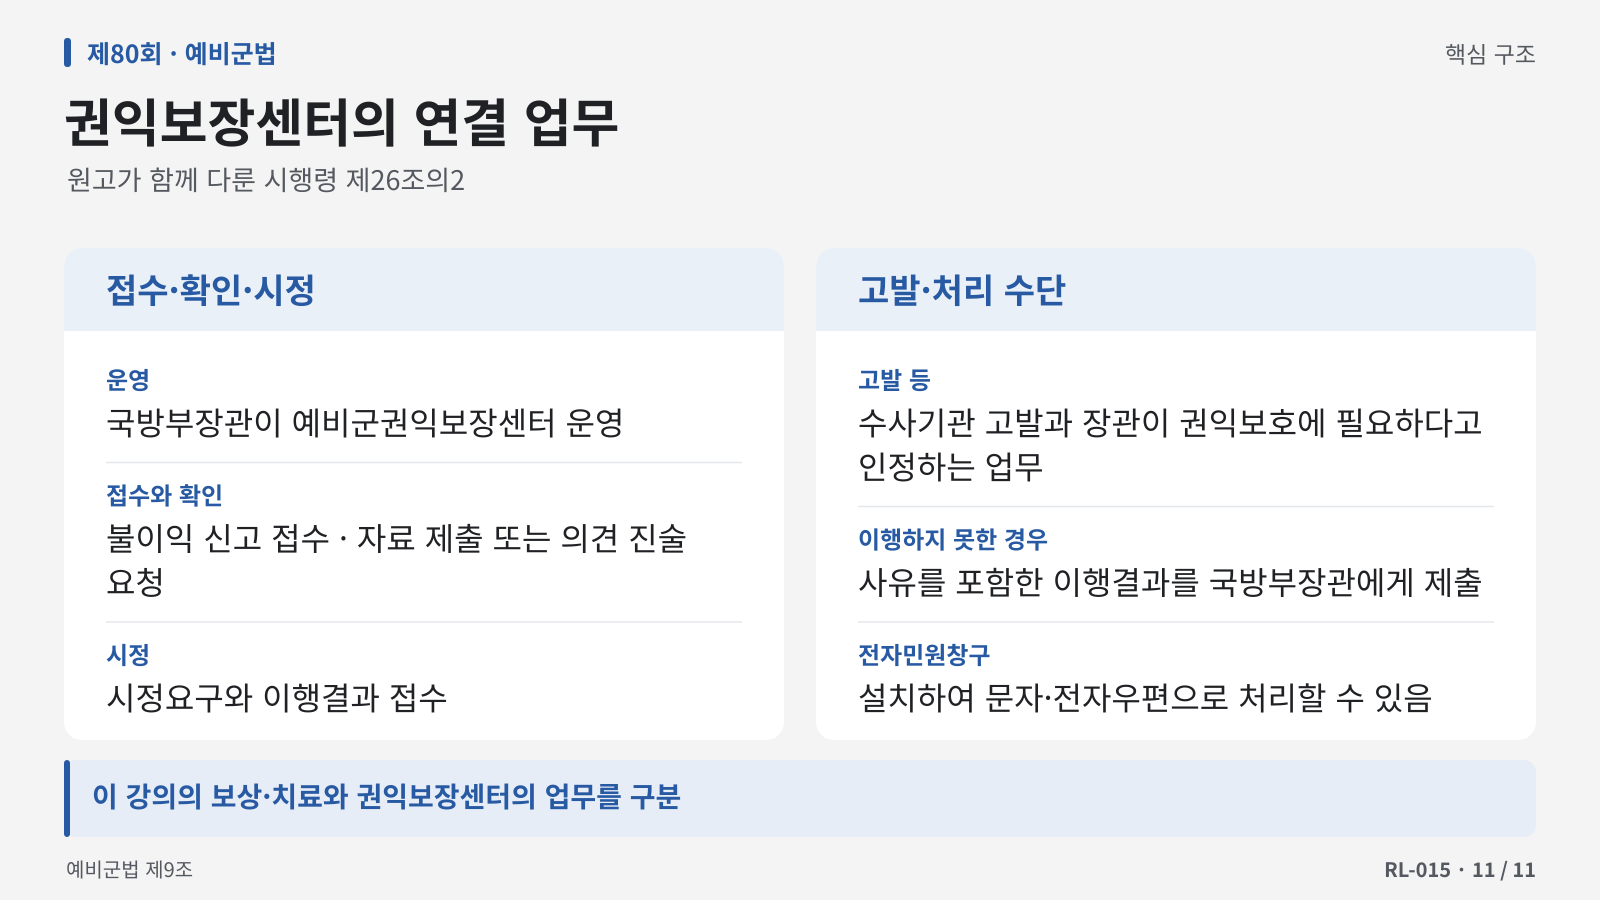 제80회 · 예비군법
핵심 구조
권익보장센터의 연결 업무
원고가 함께 다룬 시행령 제26조의2
접수·확인·시정
운영
국방부장관이 예비군권익보장센터 운영
접수와 확인
불이익 신고 접수 · 자료 제출 또는 의견 진술
요청
시정
시정요구와 이행결과 접수
고발·처리 수단
고발 등
수사기관 고발과 장관이 권익보호에 필요하다고
인정하는 업무
이행하지 못한 경우
사유를 포함한 이행결과를 국방부장관에게 제출
전자민원창구
설치하여 문자·전자우편으로 처리할 수 있음
이 강의의 보상·치료와 권익보장센터의 업무를 구분
예비군법 제9조
RL-015 · 11 / 11